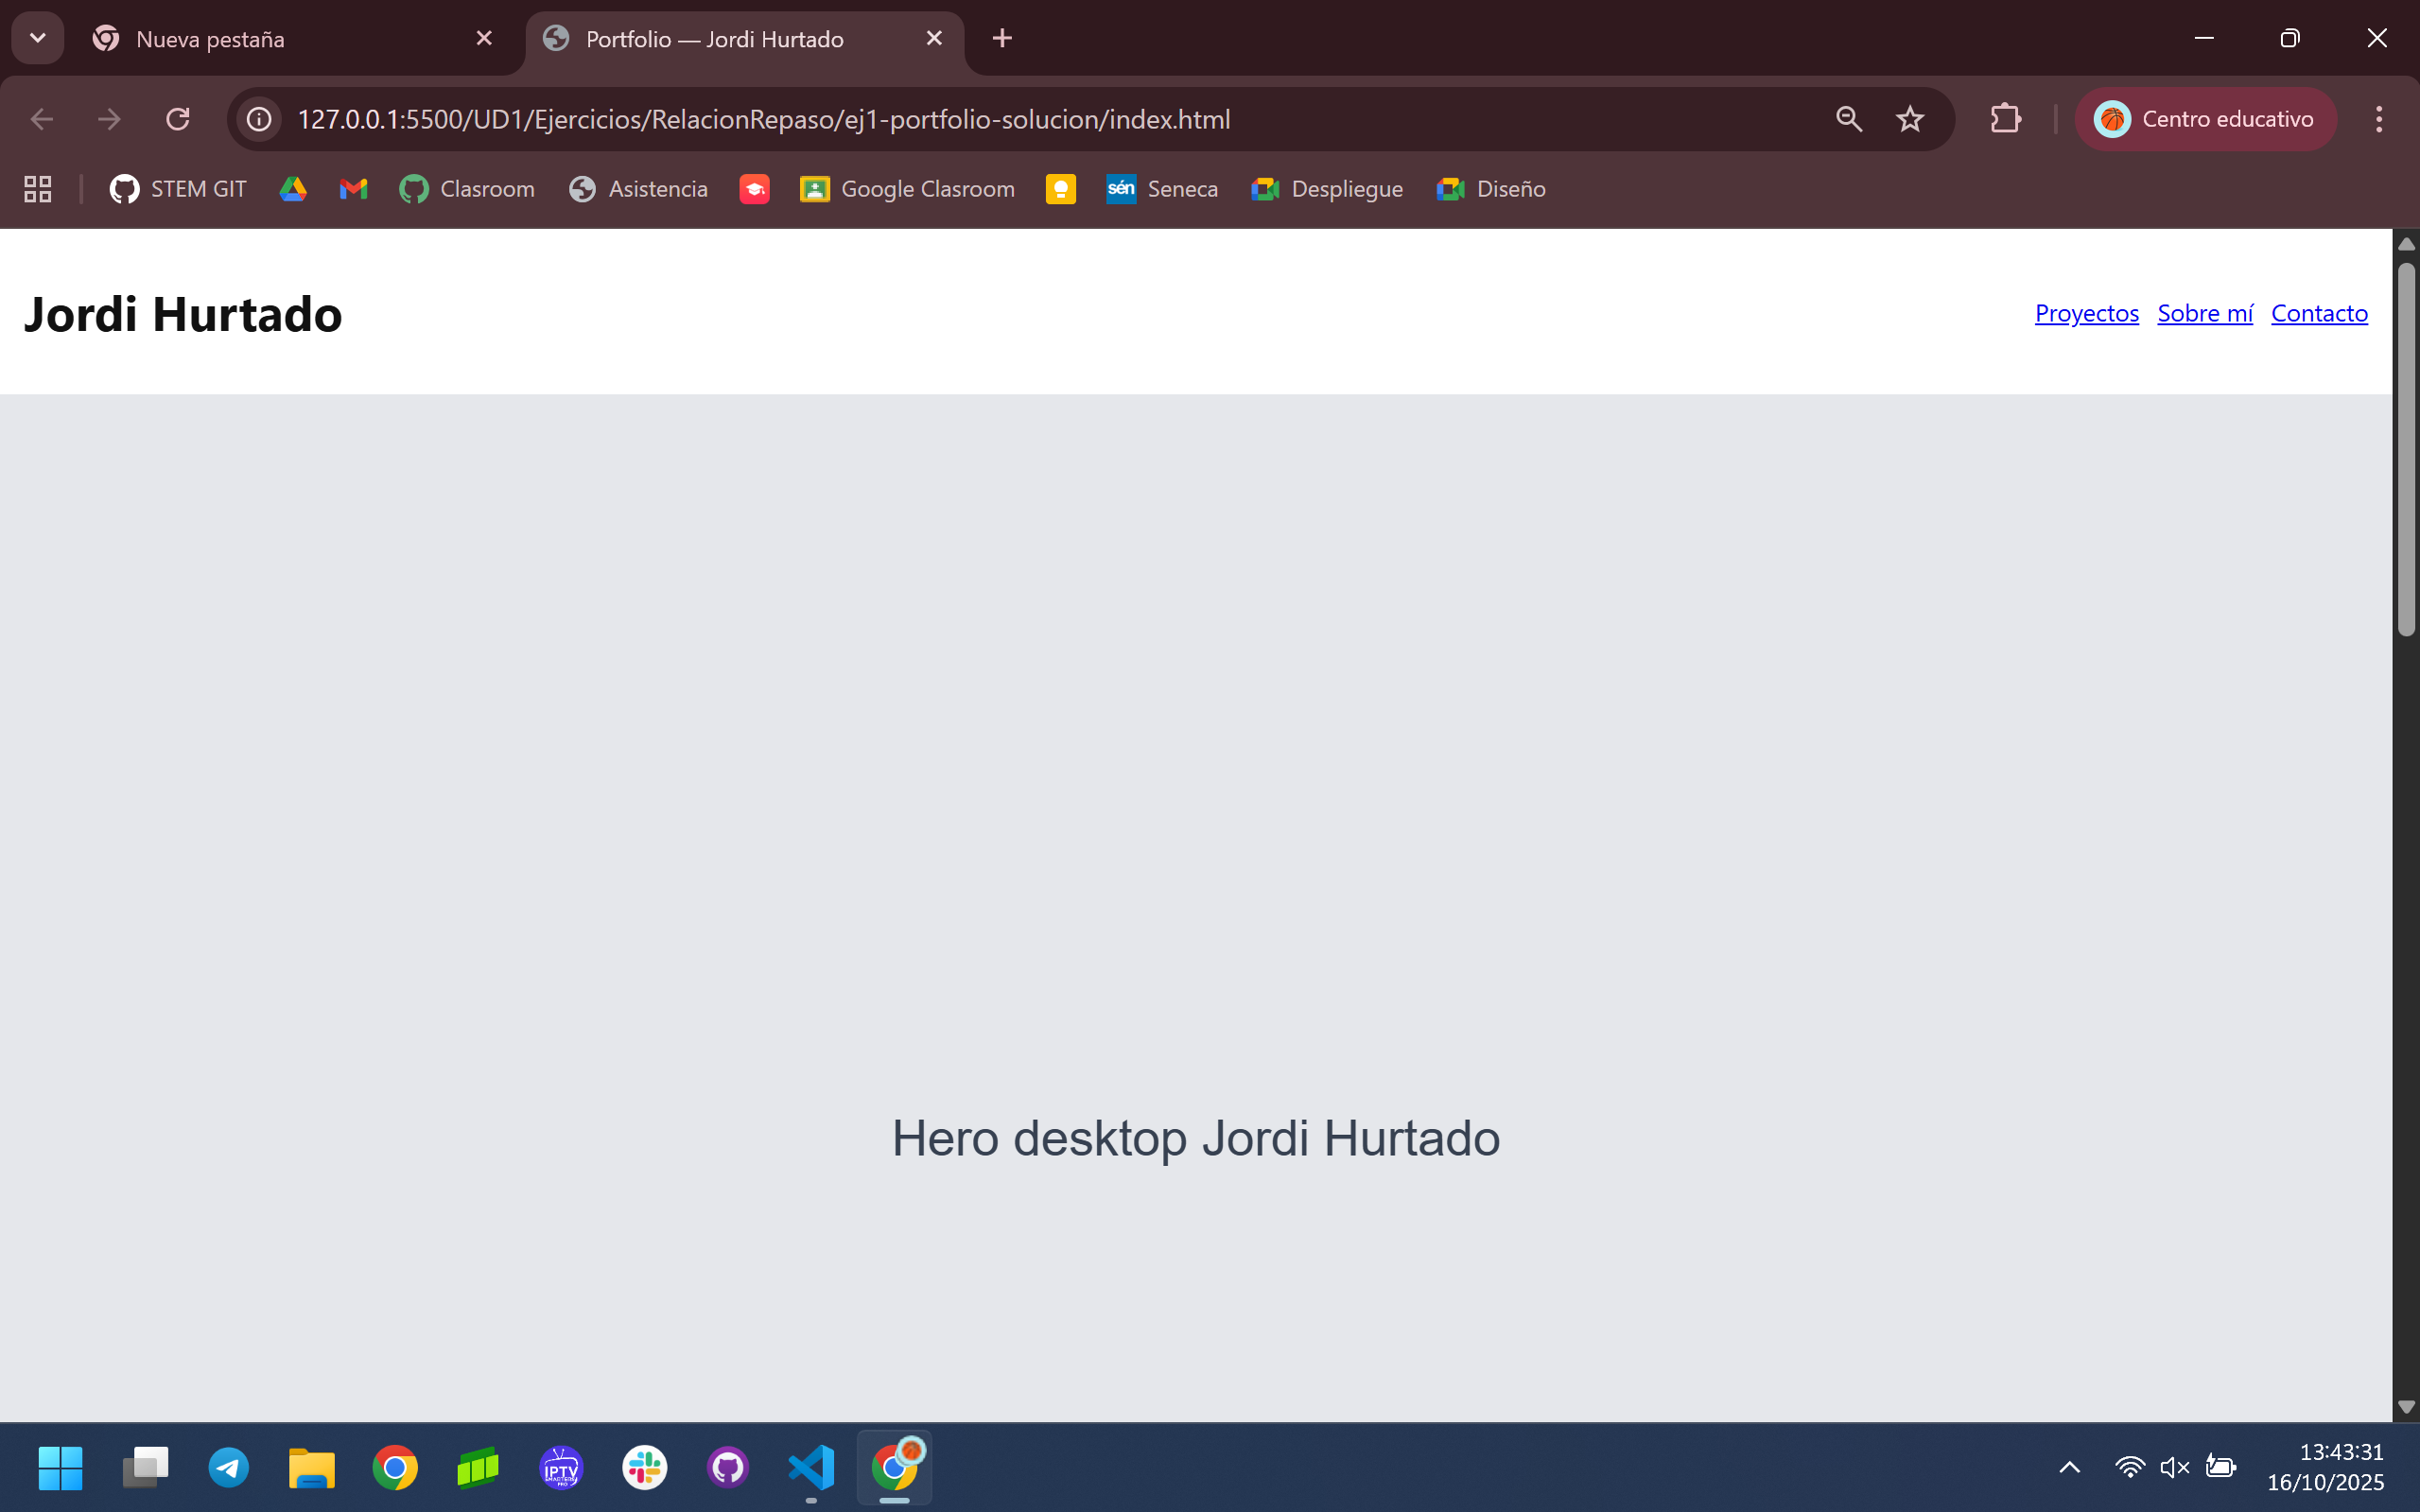 Nueva pestaña
Portfolio — Jordi Hurtado
127.0.0.1:5500/UD1/Ejercicios/RelacionRepaso/ej1-portfolio-solucion/index.html
Centro educativo
STEM GIT
Clasroom
Asistencia
Google Clasroom
sén
Seneca
Despliegue
Diseño
Jordi Hurtado
Proyectos Sobre mí Contacto
Hero desktop Jordi Hurtado
IPTV
SMARTERS
PRO
13:43:31
16/10/2025